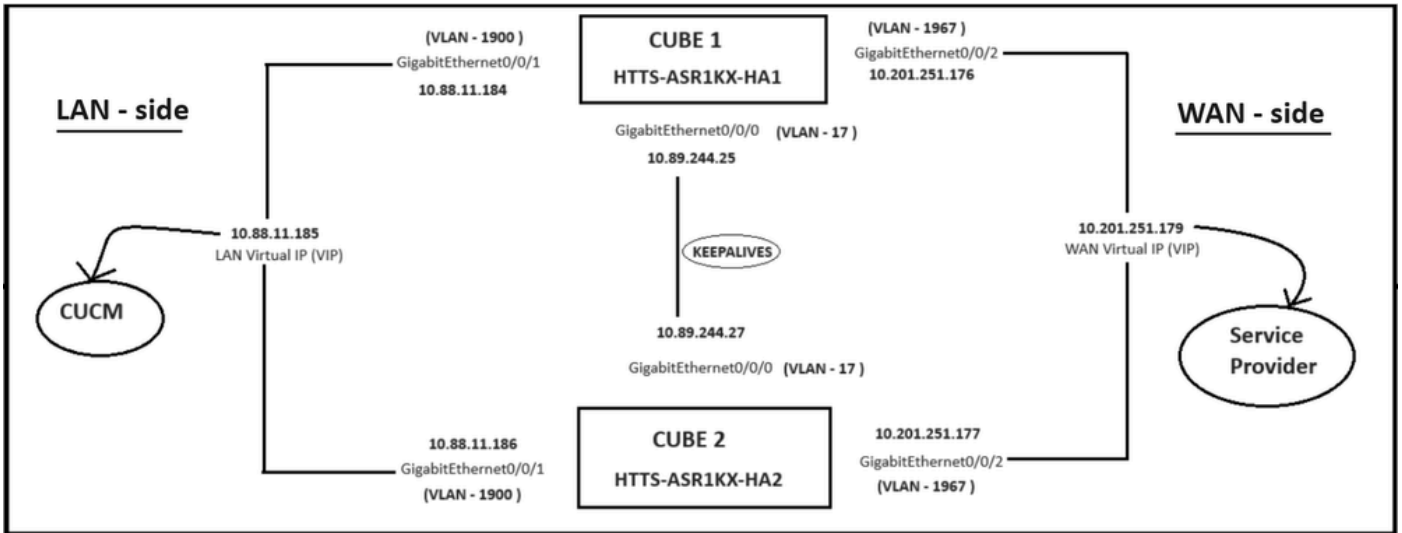 (VLAN - 1900 )
GigabitEthernet0/0/1
10.88.11.184
CUBE 1
HTTS-ASR1KX-HA1
(VLAN - 1967 )
GigabitEthernet0/0/2
10.201.251.176
LAN - side
WAN - side
GigabitEthernet0/0/0 (VLAN - 17 )
10.89.244.25
10.88.11.185
LAN Virtual IP (VIP)
KEEPALIVES
10.201.251.179
WAN Virtual IP (VIP)
CUCM
Service
Provider
10.89.244.27
GigabitEthernet0/0/0 (VLAN - 17 )
10.88.11.186
GigabitEthernet0/0/1
(VLAN - 1900 )
CUBE 2
HTTS-ASR1KX-HA2
10.201.251.177
GigabitEthernet0/0/2
(VLAN - 1967 )